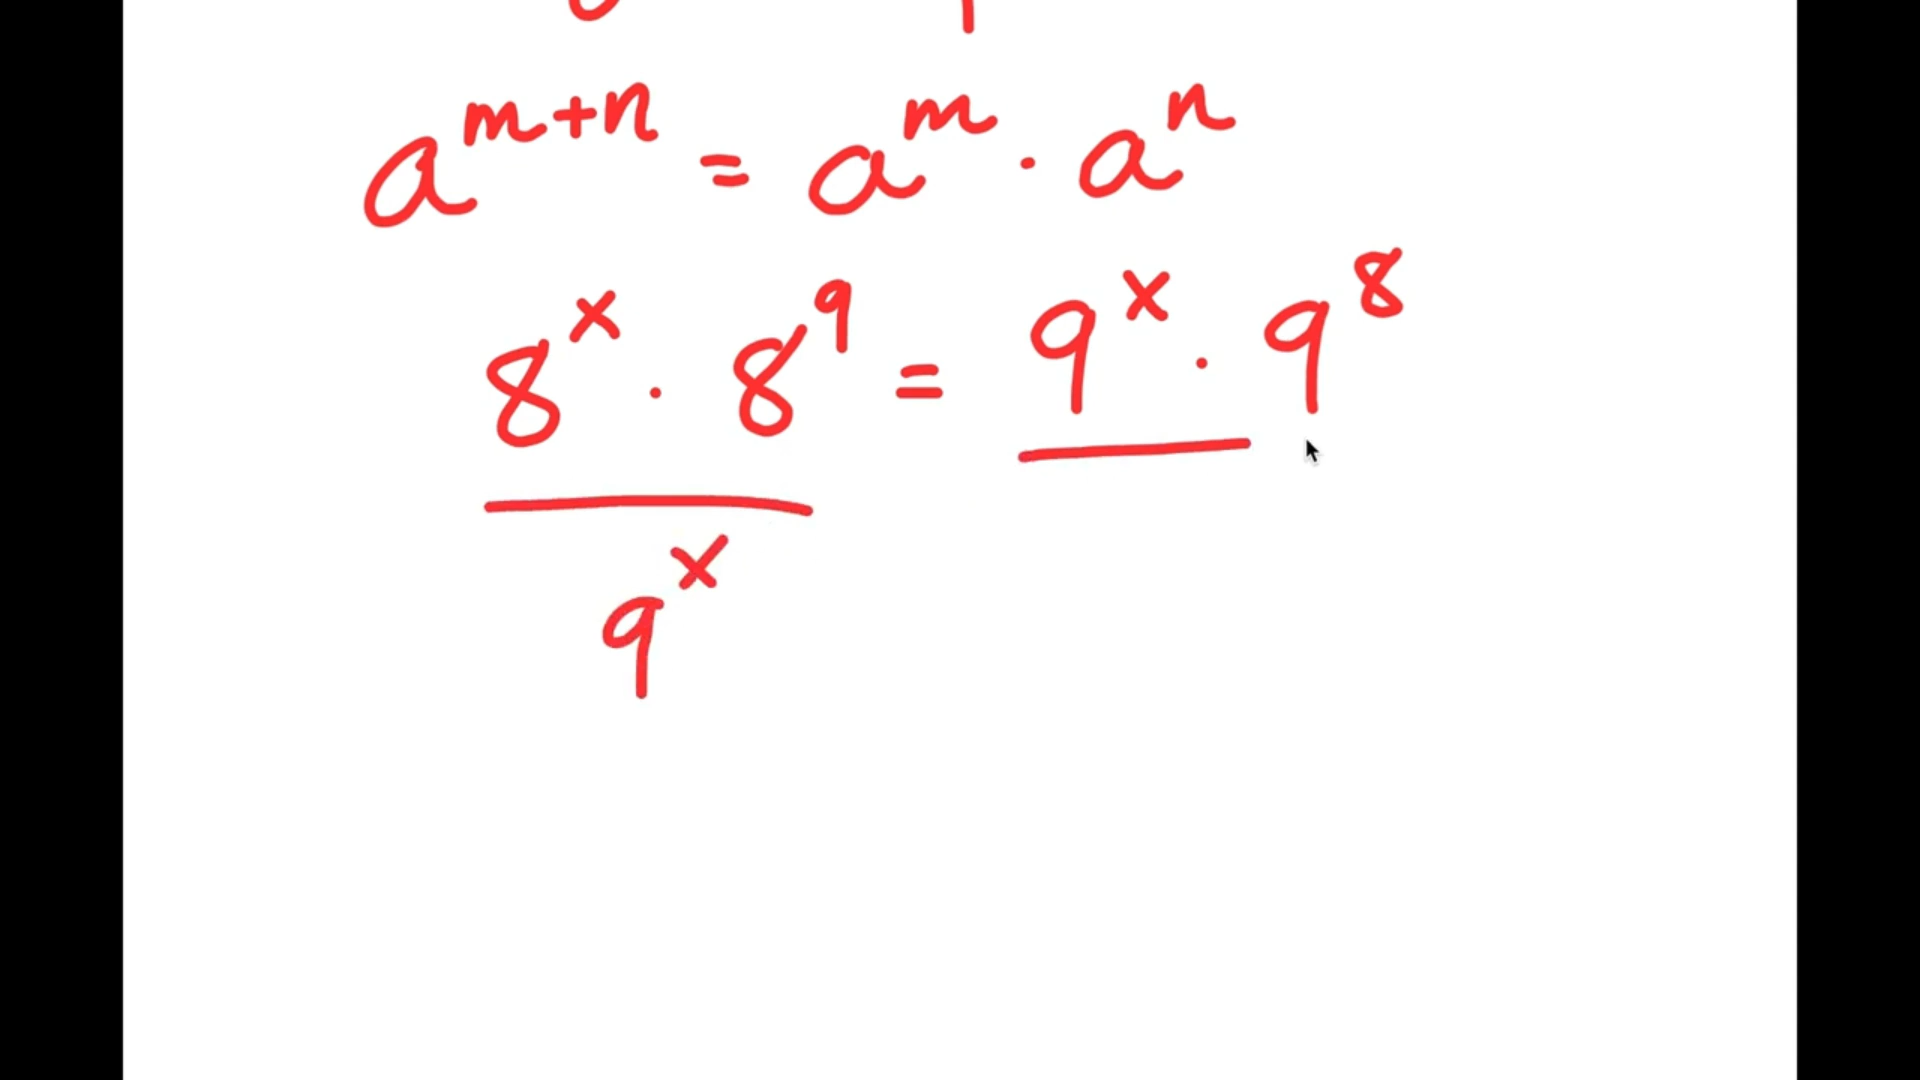 a^{m+n} = a^m · a^n
8^x · 8^9 = 9^x · 9^8
9^x